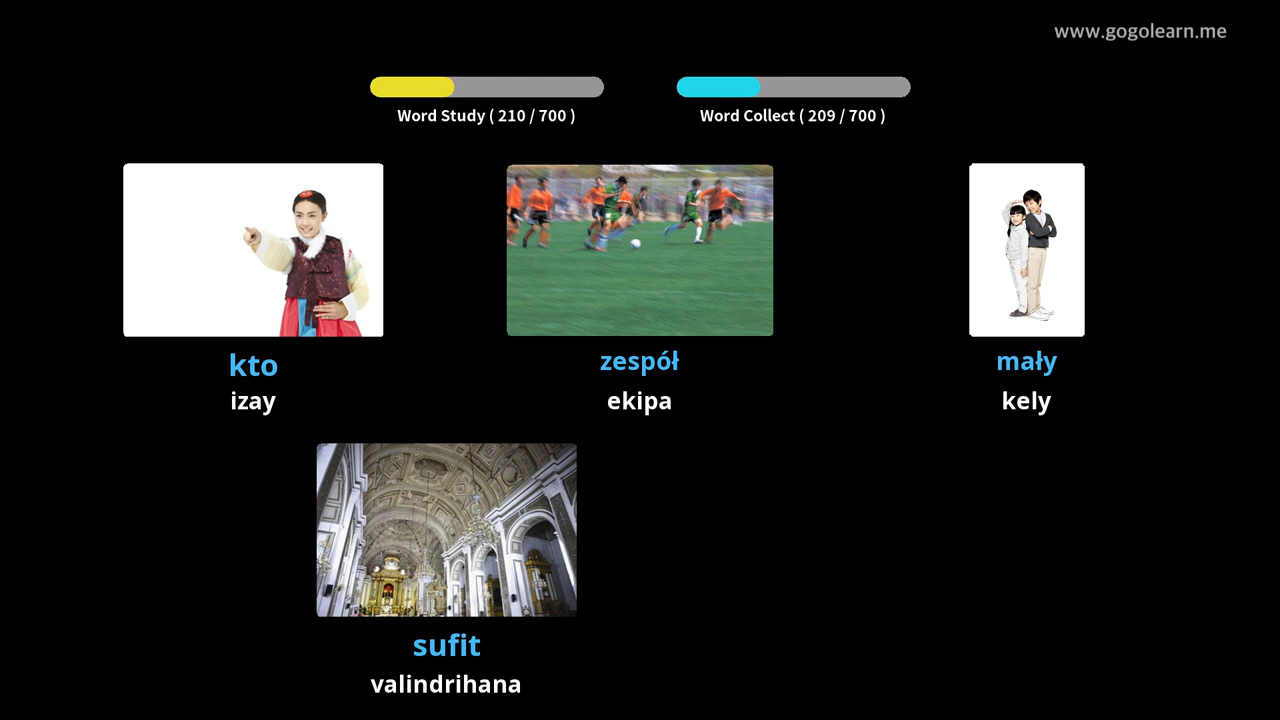 www.gogolearn.me
Word Study ( 210 / 700 )
Word Collect ( 209 / 700 )
kto
izay
zespół
ekipa
mały
kely
sufit
valindrihana